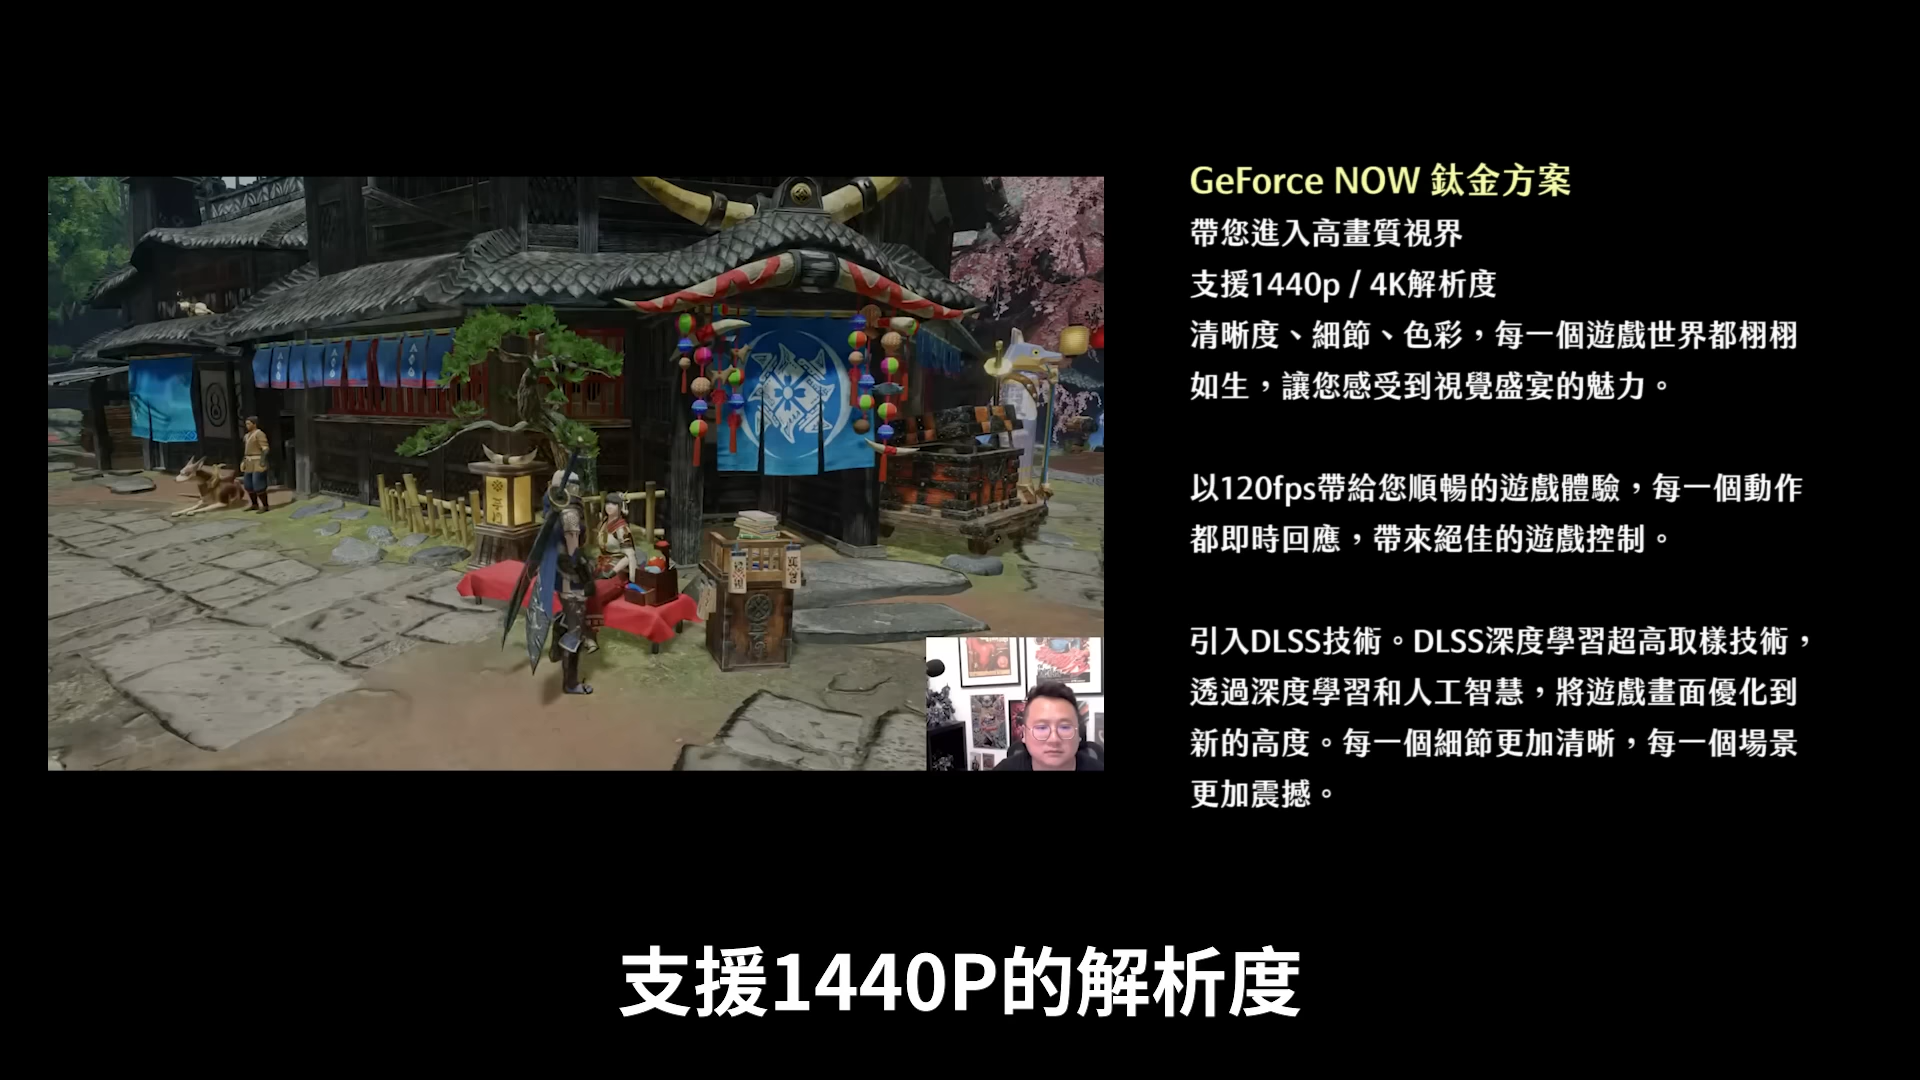 GeForce NOW 鈦金方案
帶您進入高畫質視界
支援1440p / 4K解析度
清晰度、細節、色彩，每一個遊戲世界都栩栩
如生，讓您感受到視覺盛宴的魅力。
以120fps帶給您順暢的遊戲體驗，每一個動作
都即時回應，帶來絕佳的遊戲控制。
引入DLSS技術。DLSS深度學習超高取樣技術，
透過深度學習和人工智慧，將遊戲畫面優化到
新的高度。每一個細節更加清晰，每一個場景
更加震撼。
支援1440P的解析度